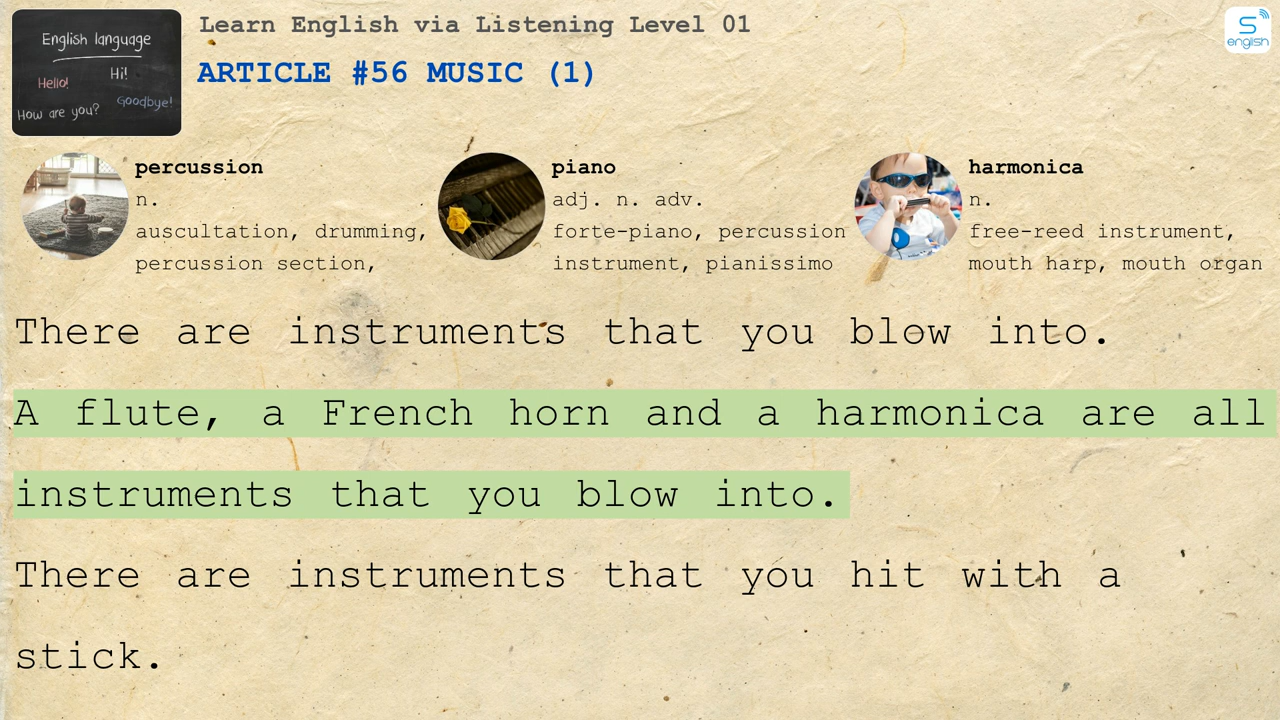 English language
Hello!
Hi!
How are you?
Goodbye!
Learn English via Listening Level 01
ARTICLE #56 MUSIC (1)
S
english
percussion
n.
auscultation, drumming,
percussion section,
piano
adj. n. adv.
forte-piano, percussion
instrument, pianissimo
harmonica
n.
free-reed instrument,
mouth harp, mouth organ
There are instruments that you blow into.
A flute, a French horn and a harmonica are all
instruments that you blow into.
There are instruments that you hit with a
stick.